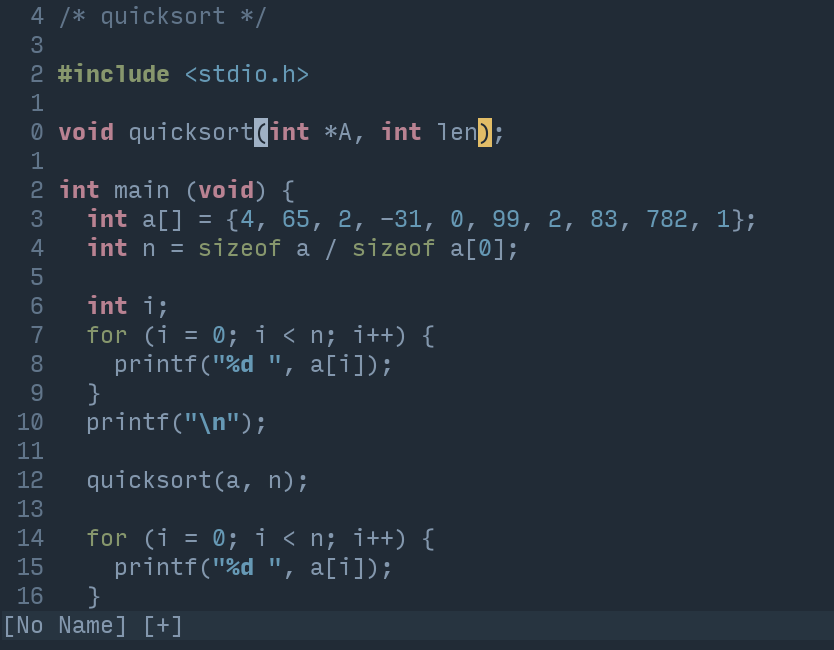 4 /* quicksort */
3
2 #include <stdio.h>
1
0 void quicksort(int *A, int len);
1
2 int main (void) {
3   int a[] = {4, 65, 2, -31, 0, 99, 2, 83, 782, 1};
4   int n = sizeof a / sizeof a[0];
5
6   int i;
7   for (i = 0; i < n; i++) {
8     printf("%d ", a[i]);
9   }
10   printf("\n");
11
12   quicksort(a, n);
13
14   for (i = 0; i < n; i++) {
15     printf("%d ", a[i]);
16   }
[No Name] [+]